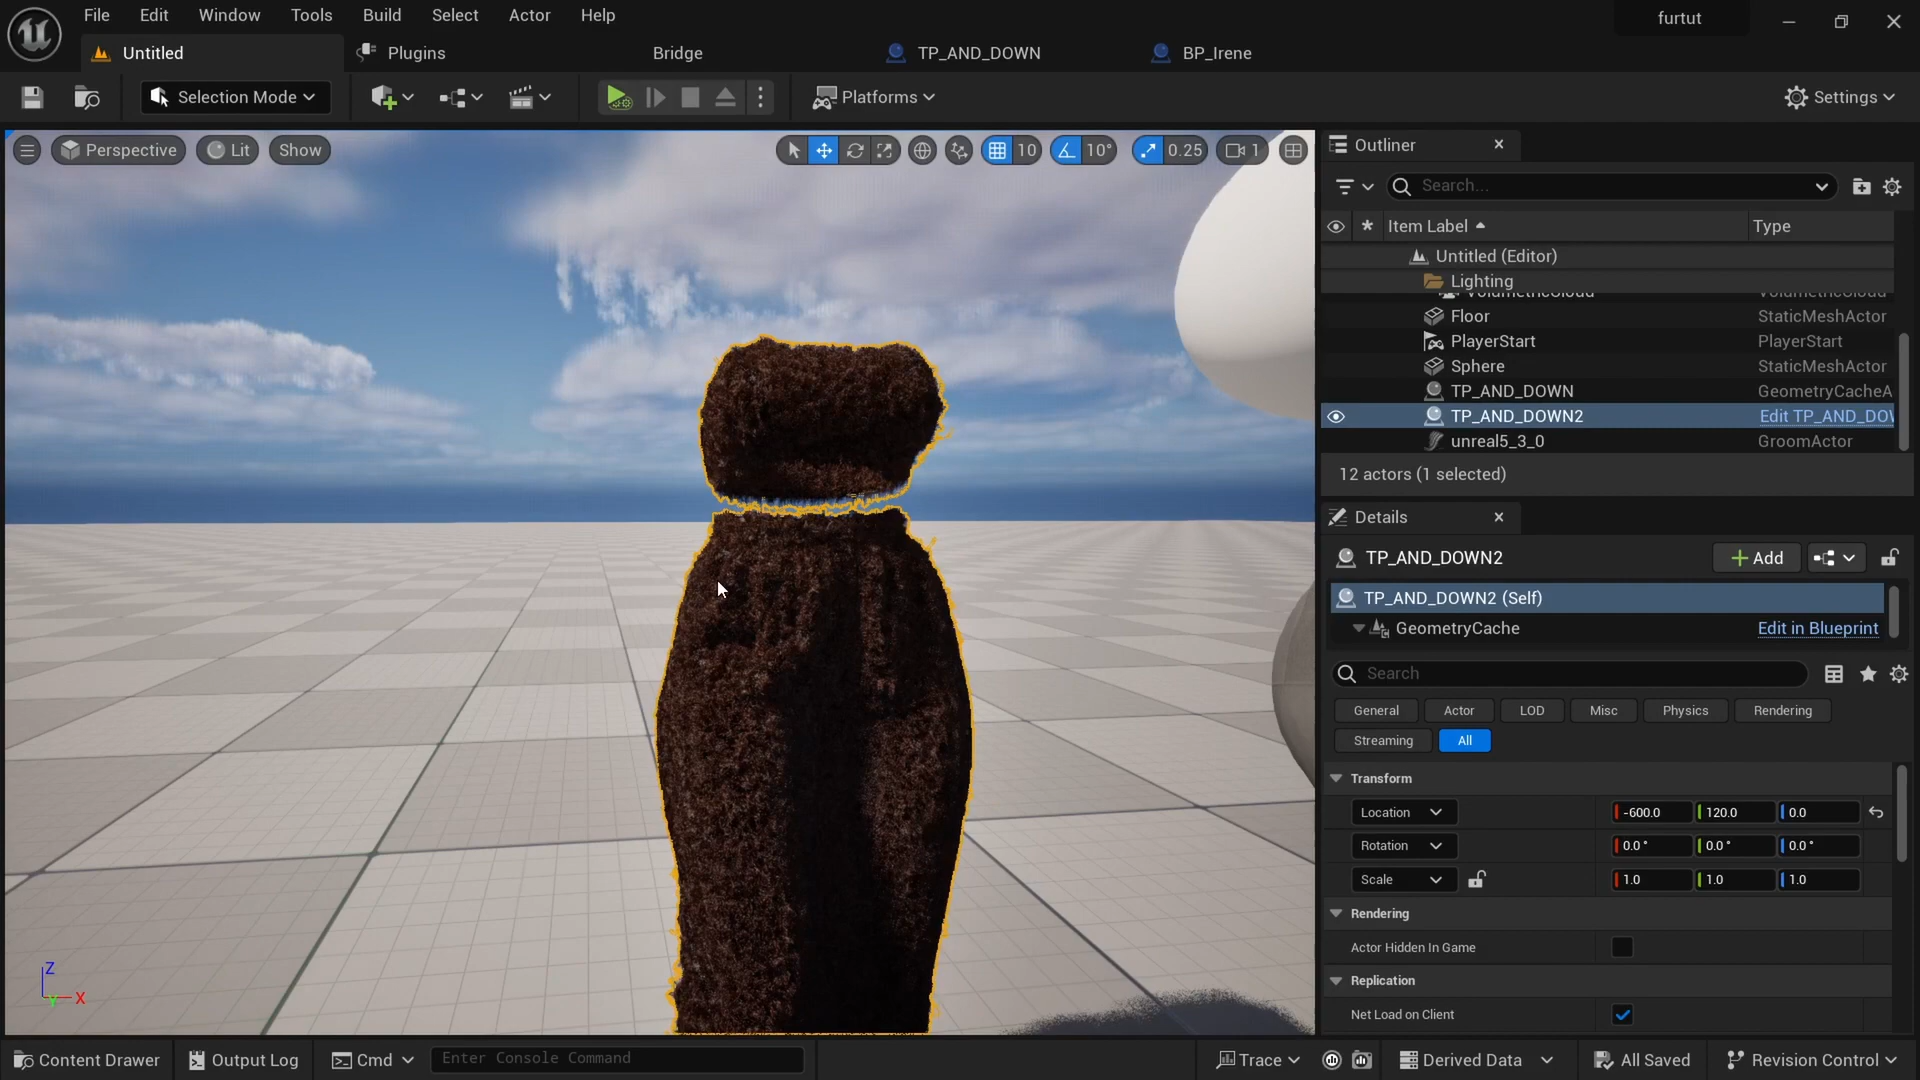 File Edit Window Tools Build Select Actor Help furtut
Untitled Plugins Bridge TP_AND_DOWN BP_Irene
Selection Mode Platforms Settings
Perspective Lit Show 10 10° 0.25 1
Outliner
Search...
Item Label Type
Untitled (Editor)
Lighting
VolumetricCloud VolumetricCloud
Floor StaticMeshActor
PlayerStart PlayerStart
Sphere StaticMeshActor
TP_AND_DOWN GeometryCacheA
TP_AND_DOWN2 Edit TP_AND_DOW
unreal5_3_0 GroomActor
12 actors (1 selected)
Details
TP_AND_DOWN2 Add
TP_AND_DOWN2 (Self)
GeometryCache Edit in Blueprint
Search
General Actor LOD Misc Physics Rendering
Streaming All
Transform
Location -600.0 120.0 0.0
Rotation 0.0° 0.0° 0.0°
Scale 1.0 1.0 1.0
Rendering
Actor Hidden In Game
Replication
Net Load on Client
Z
Y X
Content Drawer Output Log Cmd Enter Console Command Trace Derived Data All Saved Revision Control